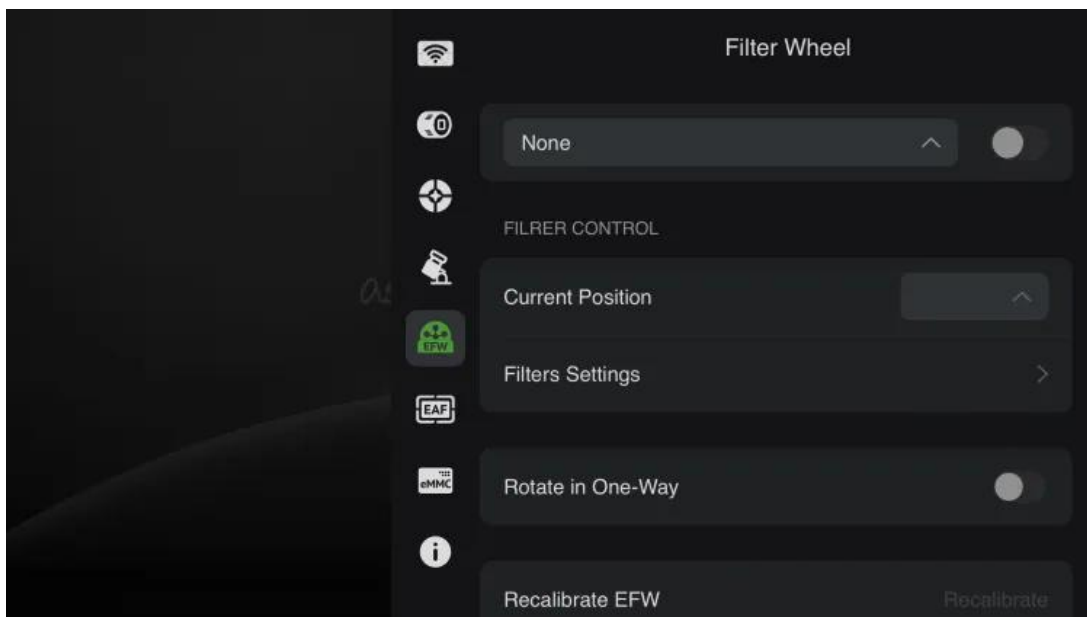 Filter Wheel
None
FILRER CONTROL
Current Position
EFW
Filters Settings
EAF
eMMC
Rotate in One-Way
Recalibrate EFW
Recalibrate